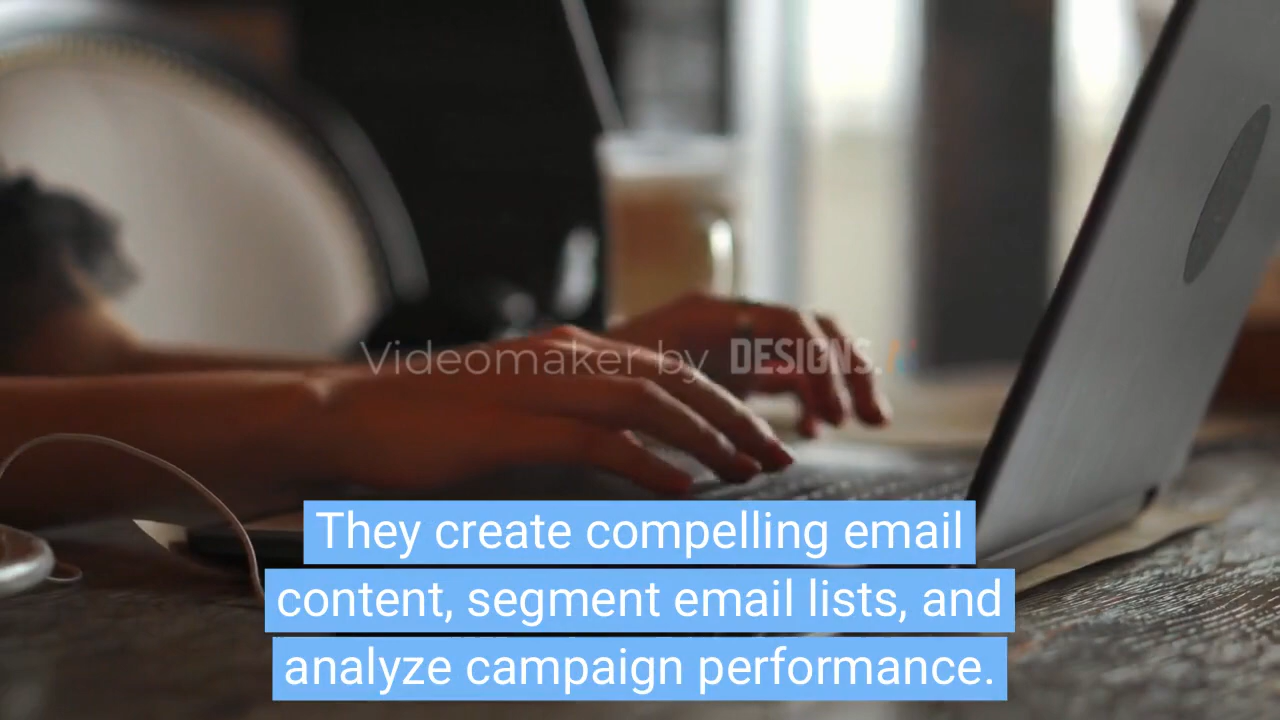 Videomaker by DESIGNS.
They create compelling email
content, segment email lists, and
analyze campaign performance.